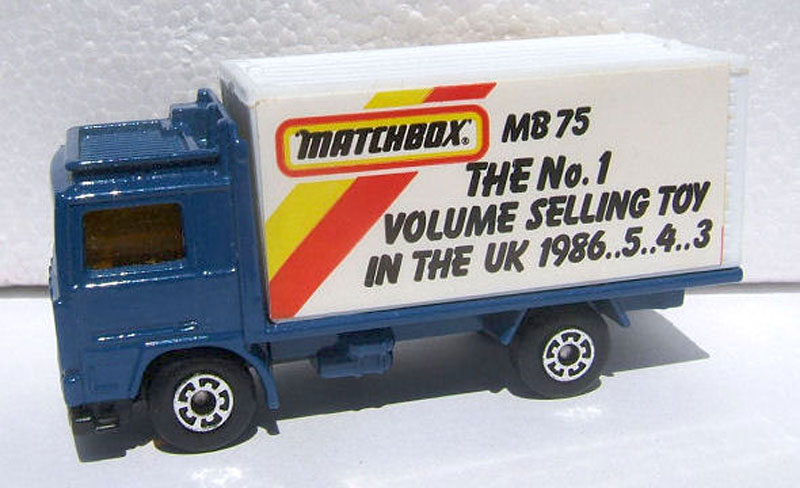 MATCHBOX® MB 75
THE No.1
VOLUME SELLING TOY
IN THE UK 1986..5..4..3